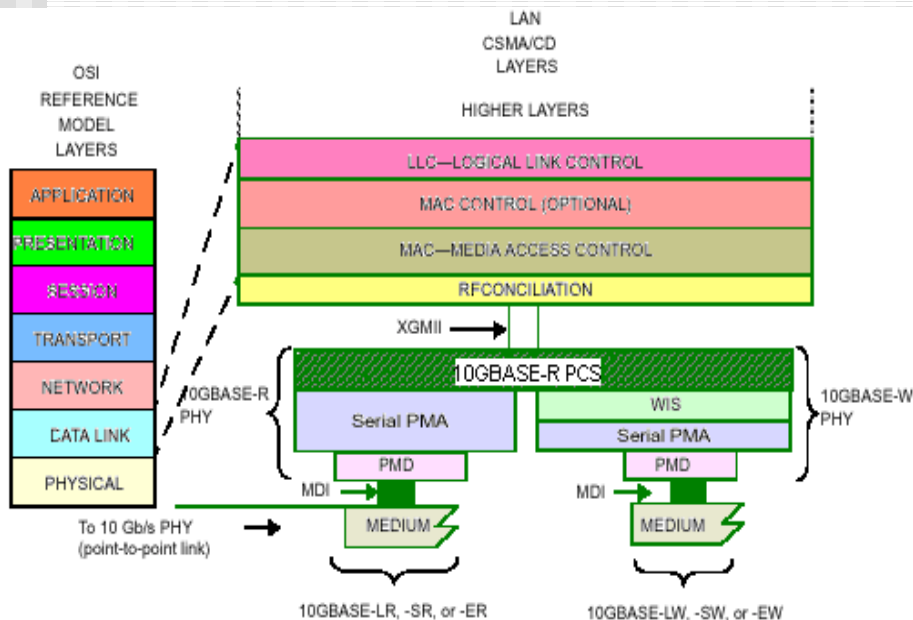 LAN
CSMA/CD
LAYERS
OSI
REFERENCE
MODEL
LAYERS
HIGHER LAYERS
LLC—LOGICAL LINK CONTROL
MAC CONTROL (OPTIONAL)
MAC—MEDIA ACCESS CONTROL
RFCONCILIATION
APPLICATION
PRESENTATION
SESSION
TRANSPORT
NETWORK
DATA LINK
PHYSICAL
XGMII
10GBASE-R PCS
10GBASE-R
PHY
10GBASE-W
PHY
Serial PMA
WIS
Serial PMA
PMD
PMD
MDI
MDI
MEDIUM
MEDIUM
To 10 Gb/s PHY
(point-to-point link)
10GBASE-LR, -SR, or -ER
10GBASE-LW, -SW, or -EW